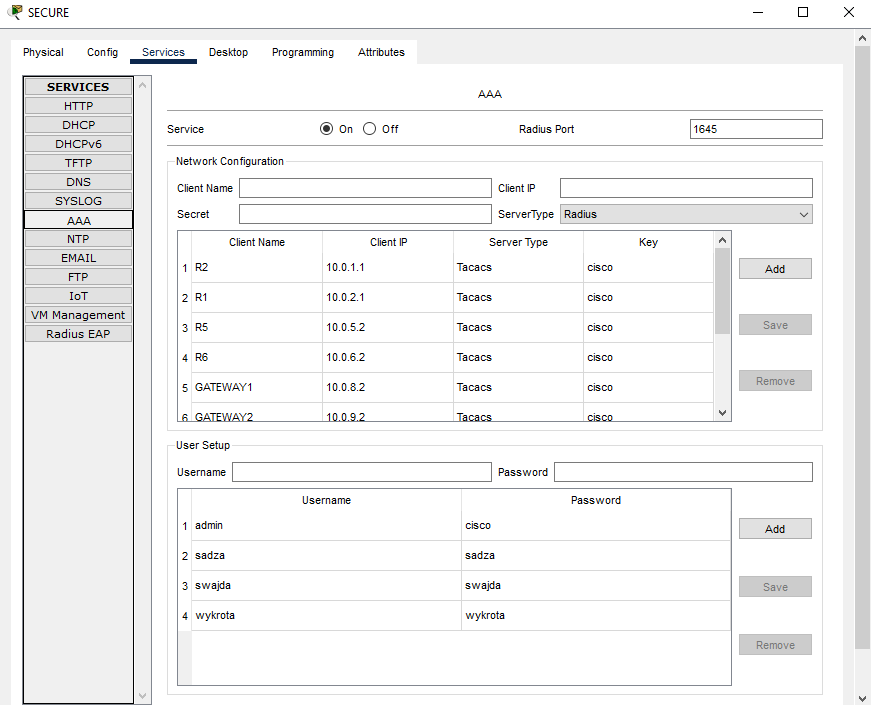 SECURE
Physical Config Services Desktop Programming Attributes
SERVICES
HTTP
DHCP
DHCPv6
TFTP
DNS
SYSLOG
AAA
NTP
EMAIL
FTP
IoT
VM Management
Radius EAP
AAA
Service On Off Radius Port 1645
Network Configuration
Client Name Client IP
Secret ServerType Radius
Client Name Client IP Server Type Key
1 R2 10.0.1.1 Tacacs cisco
2 R1 10.0.2.1 Tacacs cisco
3 R5 10.0.5.2 Tacacs cisco
4 R6 10.0.6.2 Tacacs cisco
5 GATEWAY1 10.0.8.2 Tacacs cisco
6 GATEWAY2 10.0.9.2 Tacacs cisco
Add
Save
Remove
User Setup
Username Password
Username Password
1 admin cisco
2 sadza sadza
3 swajda swajda
4 wykrota wykrota
Add
Save
Remove